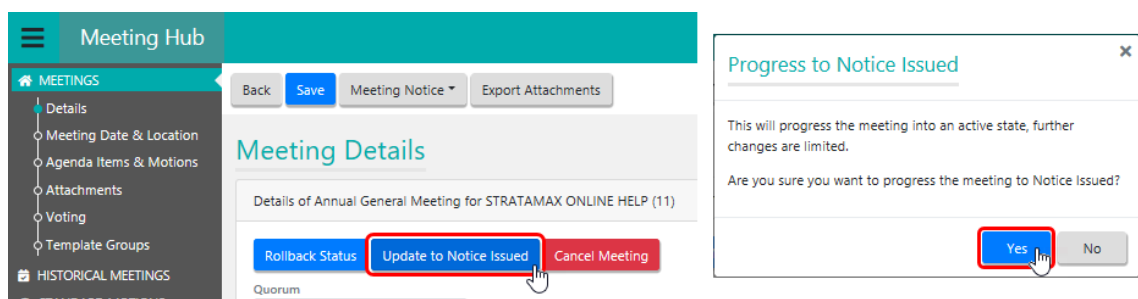 Meeting Hub
MEETINGS
Details
Meeting Date & Location
Agenda Items & Motions
Attachments
Voting
Template Groups
HISTORICAL MEETINGS
Back Save Meeting Notice Export Attachments
Meeting Details
Details of Annual General Meeting for STRATAMAX ONLINE HELP (11)
Rollback Status Update to Notice Issued Cancel Meeting
Quorum
Progress to Notice Issued
This will progress the meeting into an active state, further
changes are limited.
Are you sure you want to progress the meeting to Notice Issued?
Yes No